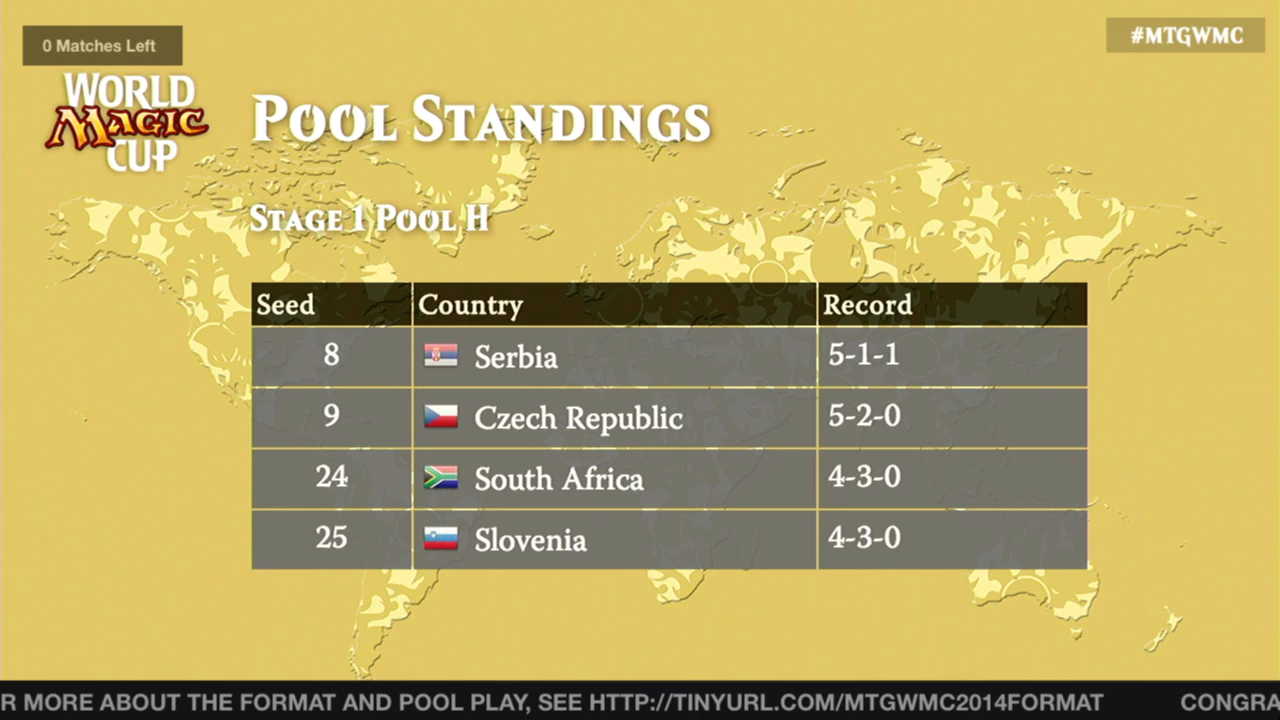 0 Matches Left
#MTGWMC
WORLD
MAGIC
CUP
POOL STANDINGS
STAGE 1 POOL H
Seed Country Record
8 Serbia 5-1-1
9 Czech Republic 5-2-0
24 South Africa 4-3-0
25 Slovenia 4-3-0
R MORE ABOUT THE FORMAT AND POOL PLAY, SEE HTTP://TINYURL.COM/MTGWMC2014FORMAT CONGRA